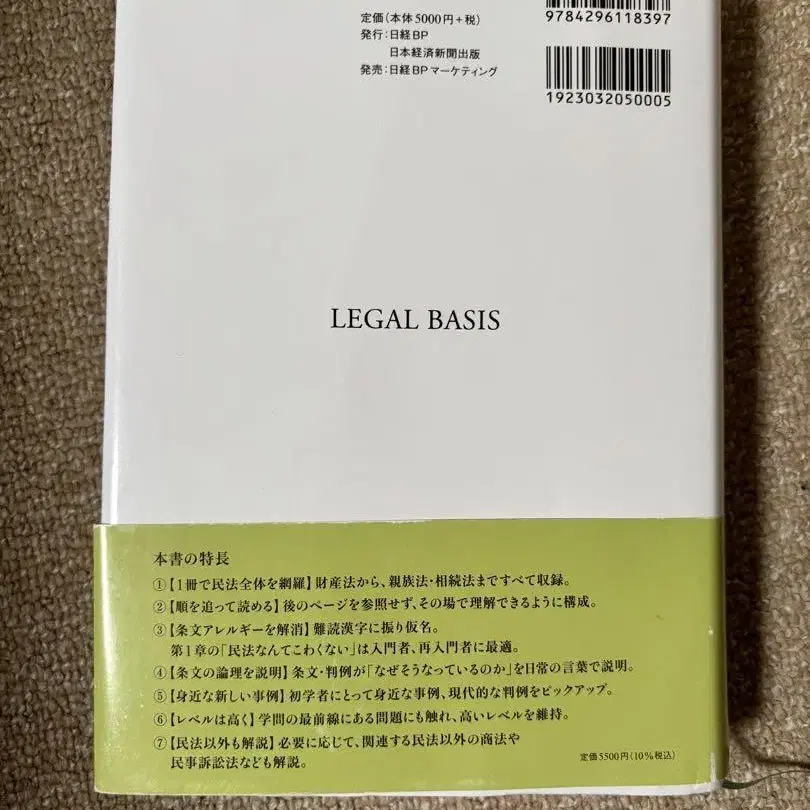 9784296118397
定価(本体5000円+税)
発行:日経BP
日本経済新聞出版
発売:日経BPマーケティング
1923032050005
LEGAL BASIS
本書の特長
①【1冊で民法全体を網羅】財産法から、親族法・相続法まですべて収録。
②【順を追って読める】後のページを参照せず、その場で理解できるように構成。
③【条文アレルギーを解消】難読漢字に振り仮名。
第1章の「民法なんてこわくない」は入門者、再入門者に最適。
④【条文の論理を説明】条文・判例が「なぜそうなっているのか」を日常の言葉で説明。
⑤【身近な新しい事例】初学者にとって身近な事例、現代的な判例をピックアップ。
⑥【レベルは高く】学問の最前線にある問題にも触れ、高いレベルを維持。
⑦【民法以外も解説】必要に応じて、関連する民法以外の商法や
民事訴訟法なども解説。
定価5500円(10%税込)